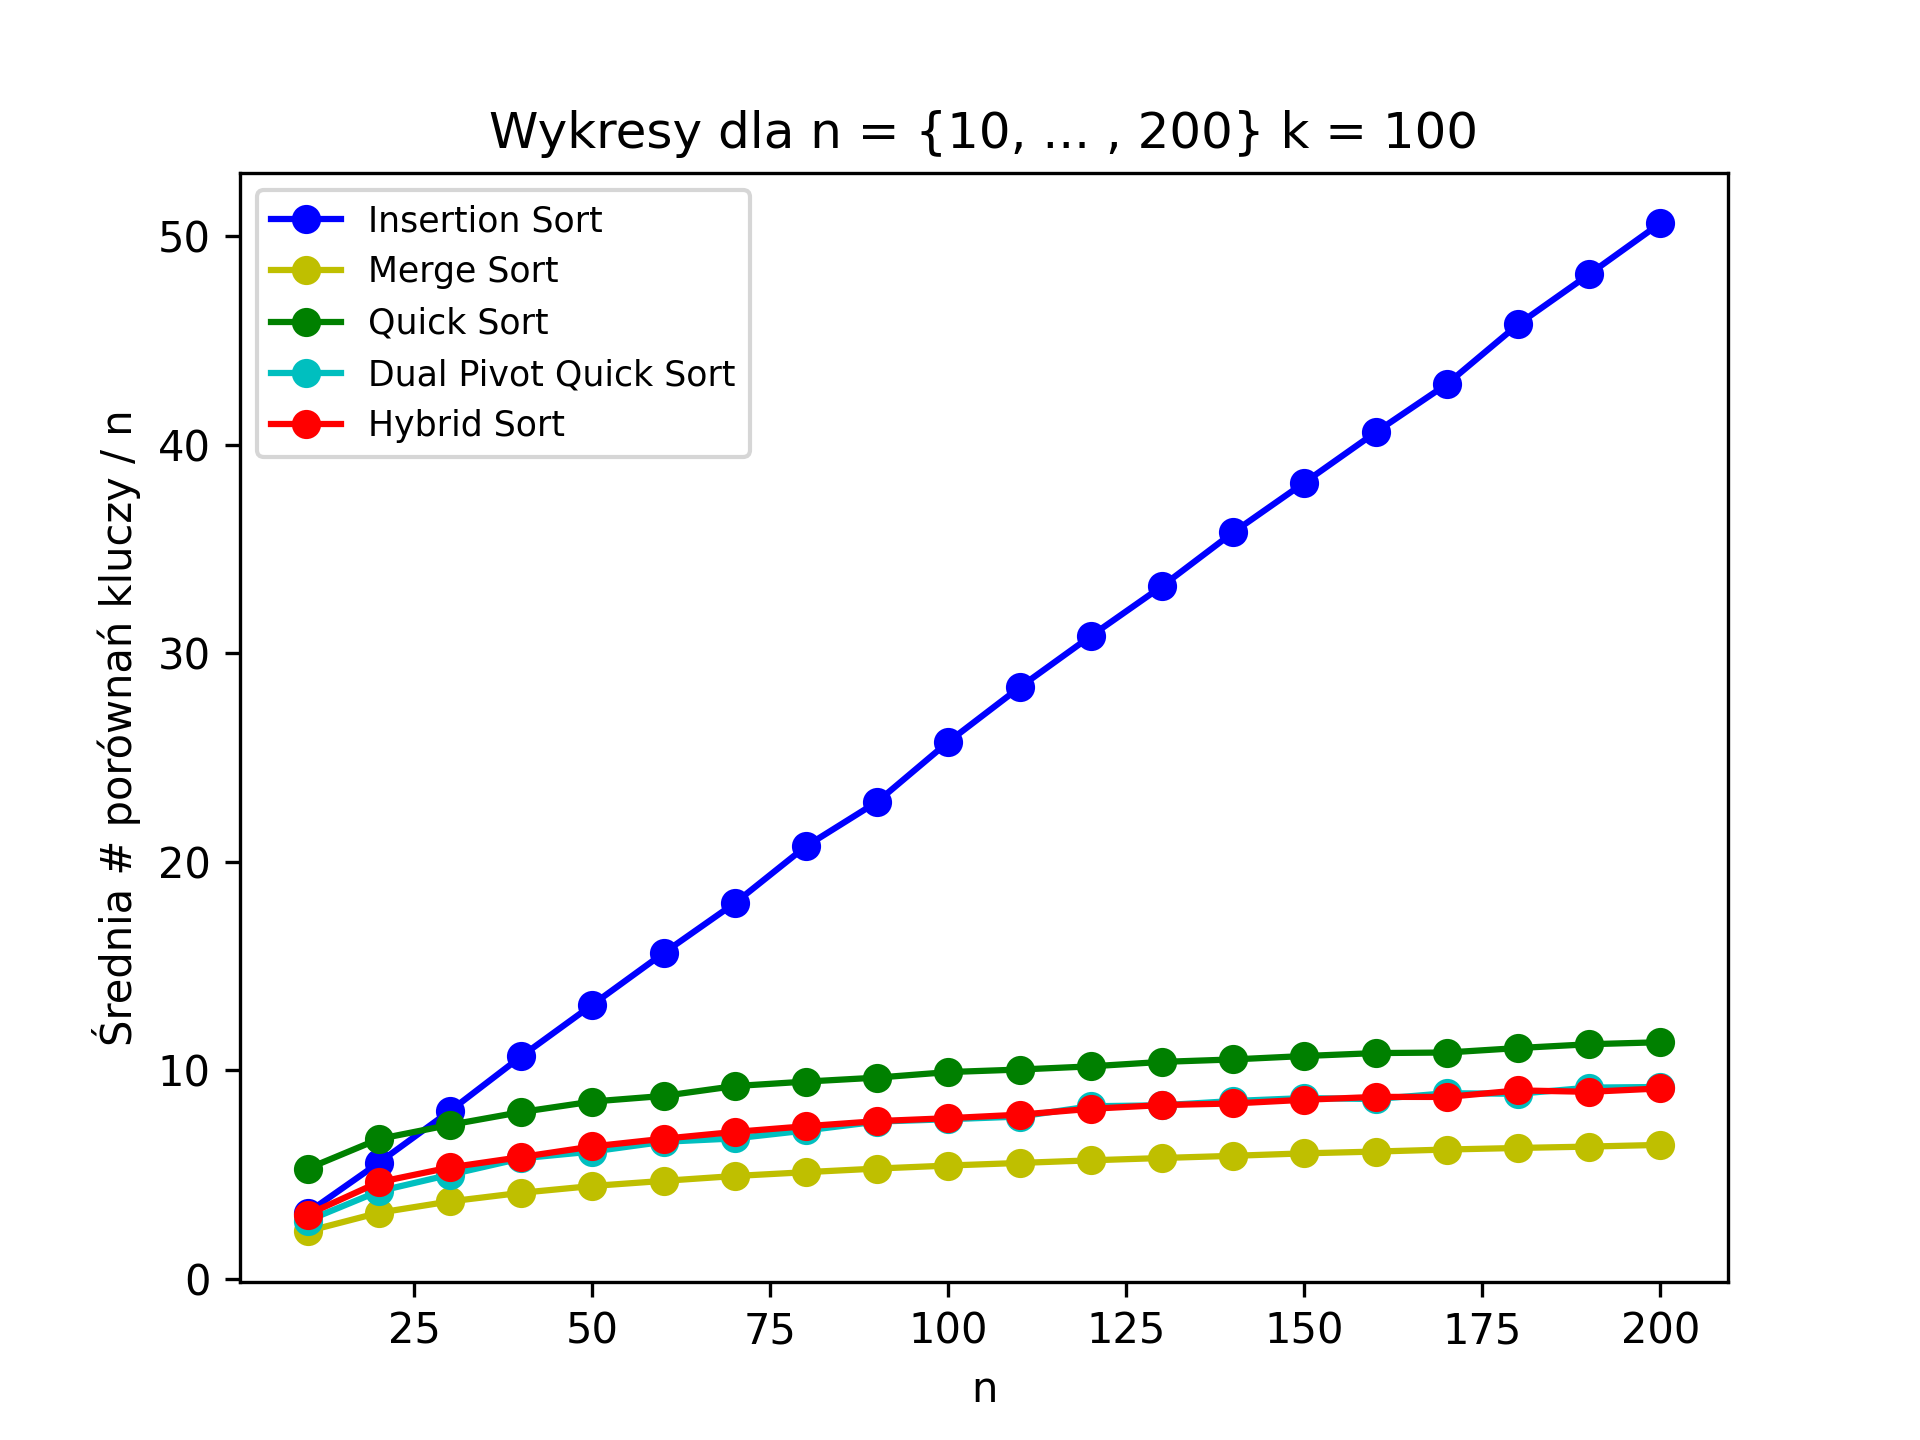 Wykresy dla n = {10, ... , 200} k = 100
Insertion Sort
Merge Sort
Quick Sort
Dual Pivot Quick Sort
Hybrid Sort
Średnia # porównań kluczy / n
50
40
30
20
10
0
25 50 75 100 125 150 175 200
n